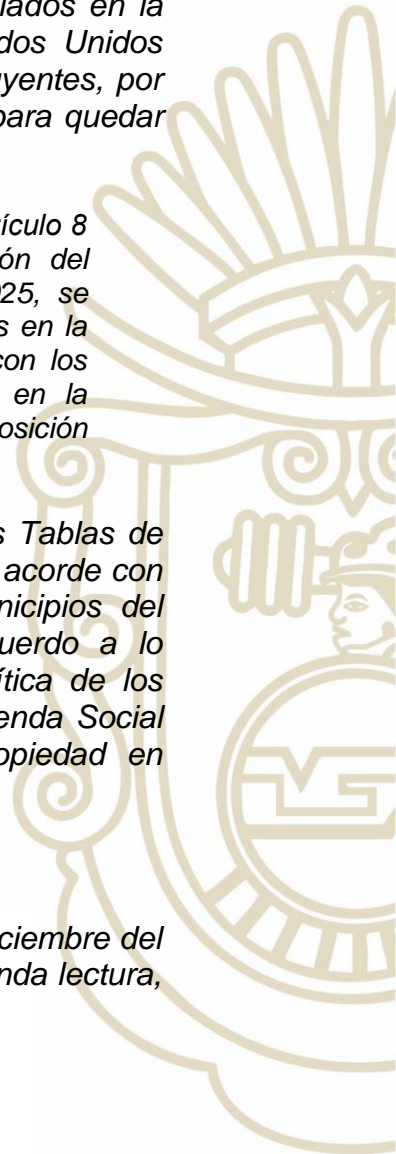 lados en la
dos Unidos
uyentes, por
para quedar
tículo 8
ón del
025, se
s en la
con los
en la
osición
s Tablas de
acorde con
nicipios del
uerdo a lo
ítica de los
enda Social
opiedad en
ciembre del
nda lectura,